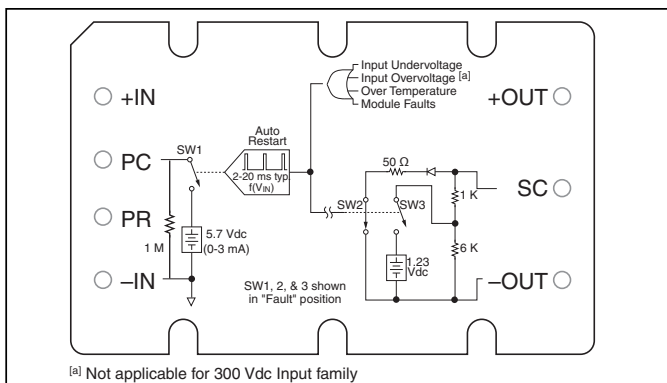 Input Undervoltage
Input Overvoltage [a]
Over Temperature
Module Faults
+IN
+OUT
SW1
Auto
Restart
2-20 ms typ.
f(VIN)
PC
50 Ω
SC
SW2
SW3
1 K
PR
5.7 Vdc
(0-3 mA)
1 M
6 K
1.23
Vdc
–IN
SW1, 2, & 3 shown
in "Fault" position
–OUT
[a] Not applicable for 300 Vdc Input family